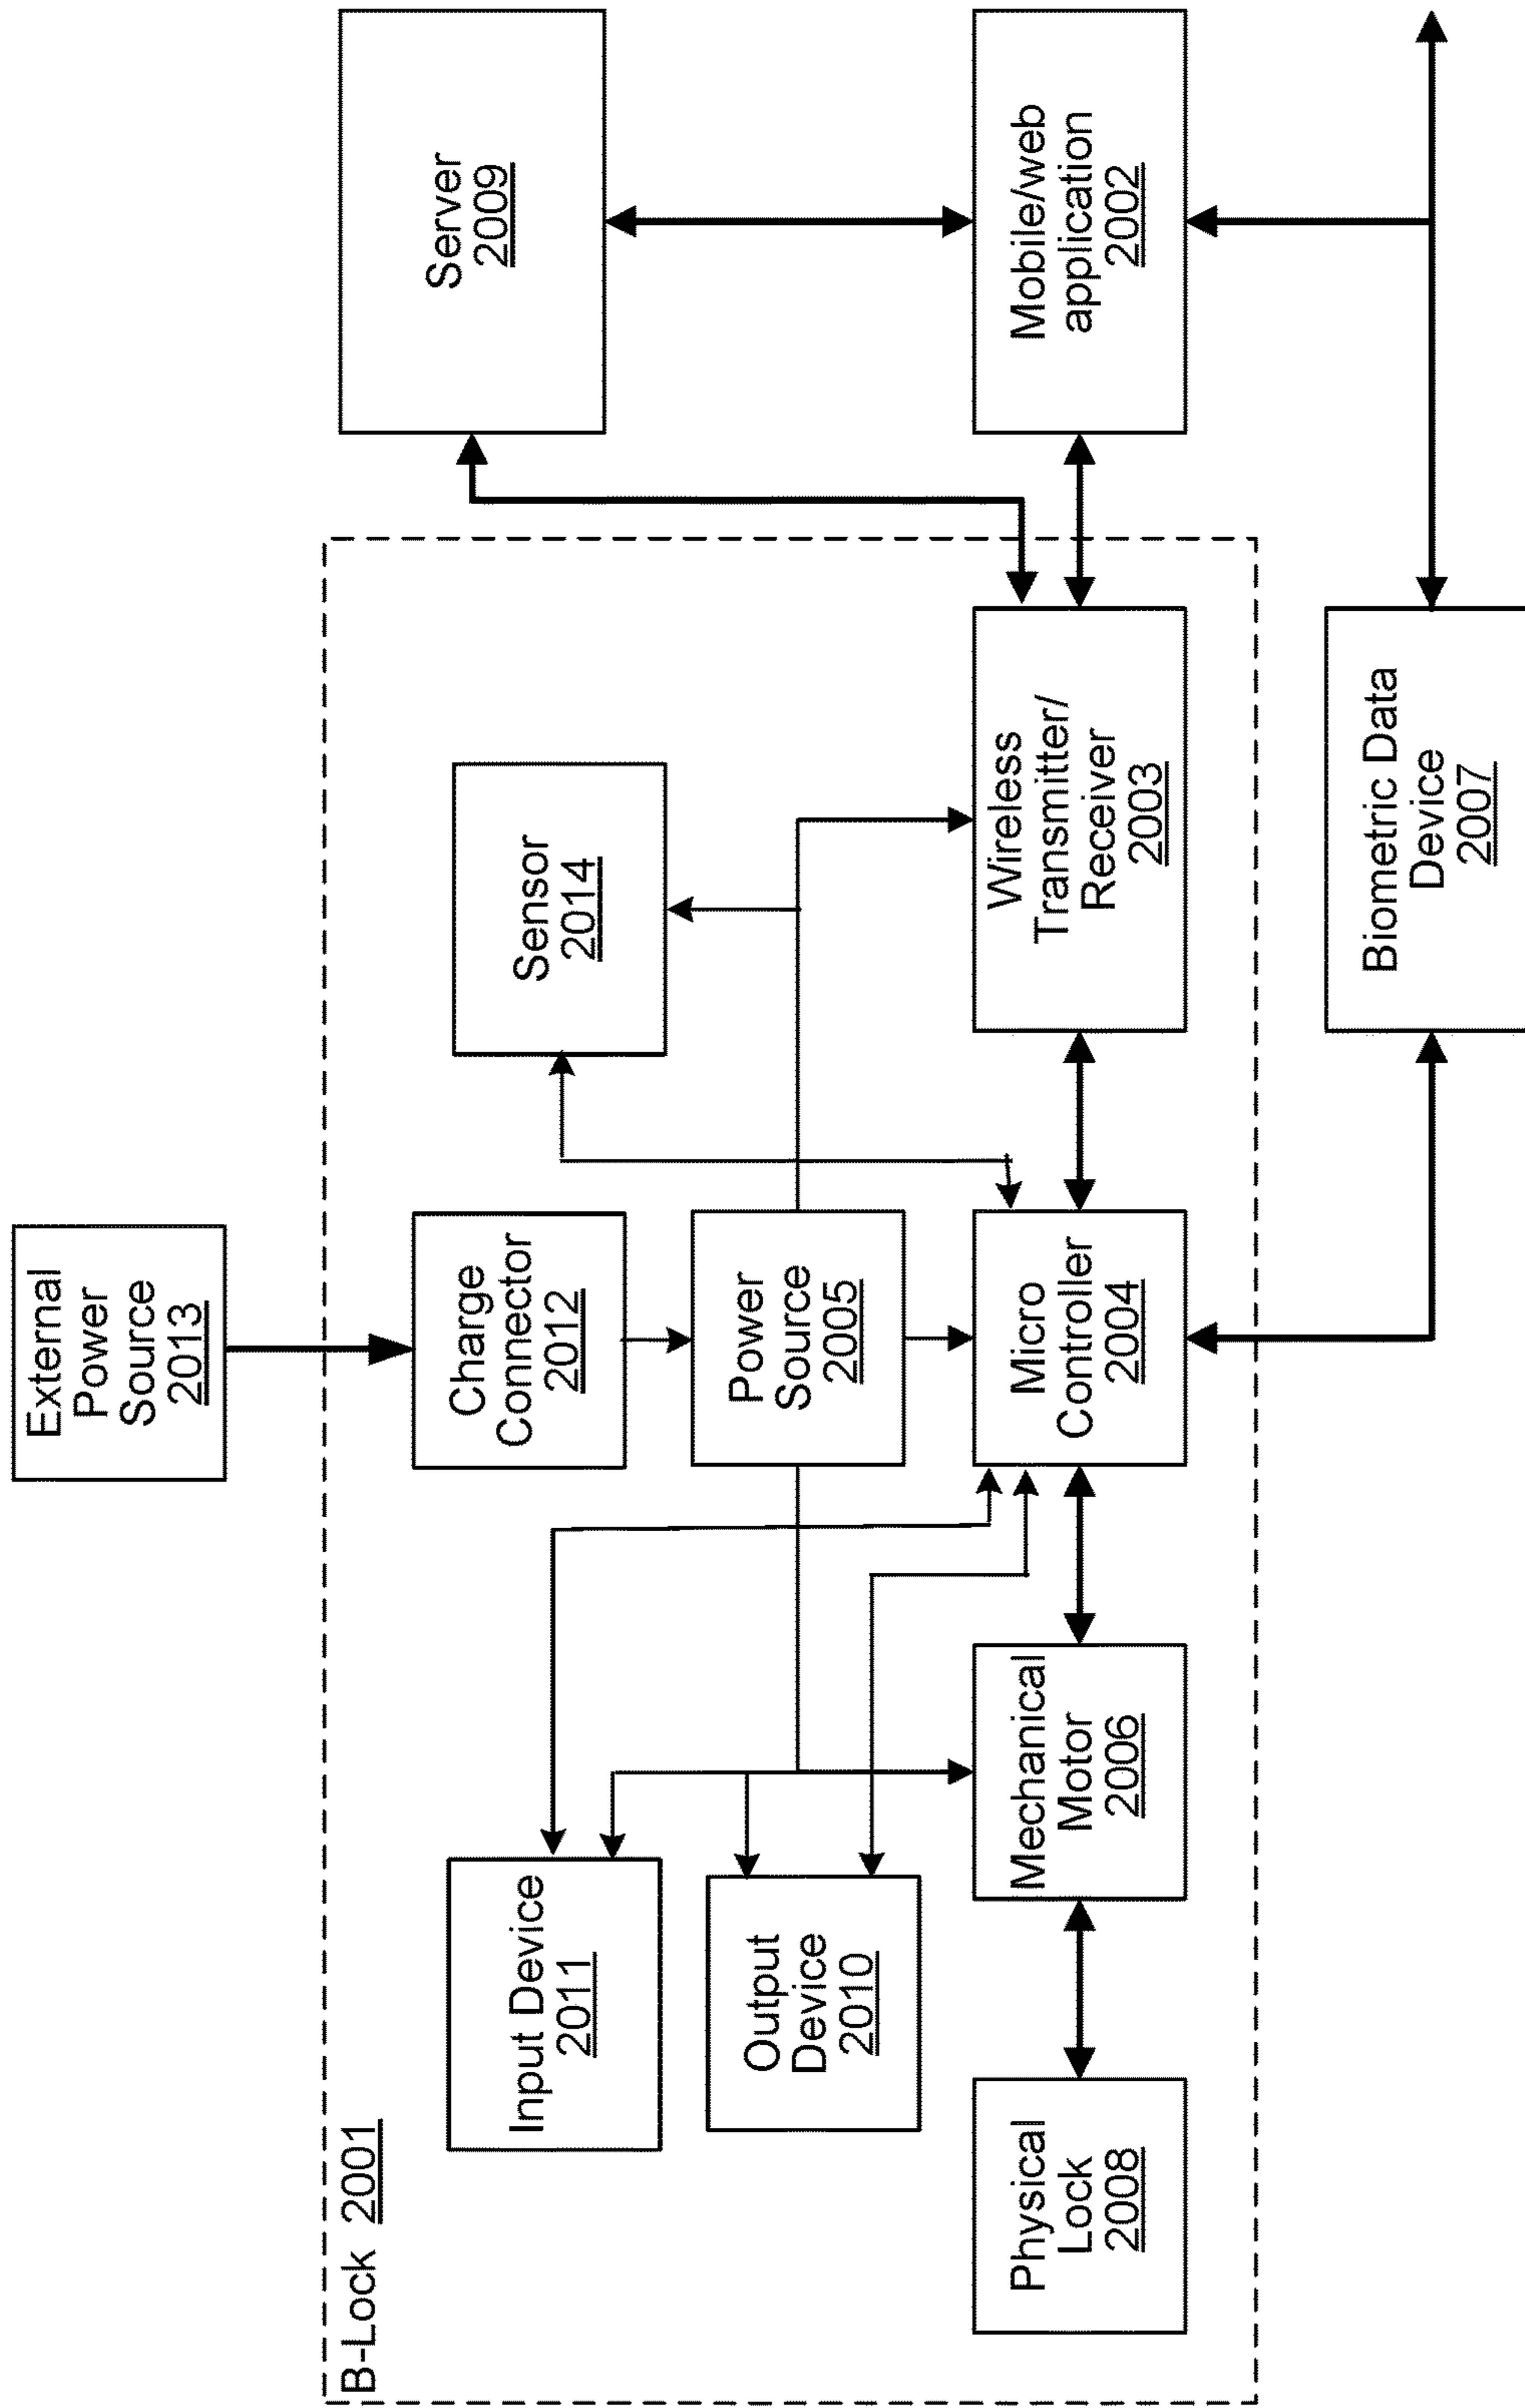 External
Power
Source
2013
B-Lock 2001
Input Device
2011
Charge
Connector
2012
Sensor
2014
Server
2009
Output
Device
2010
Power
Source
2005
Physical
Lock
2008
Mechanical
Motor
2006
Micro
Controller
2004
Wireless
Transmitter/
Receiver
2003
Mobile/web
application
2002
Biometric Data
Device
2007